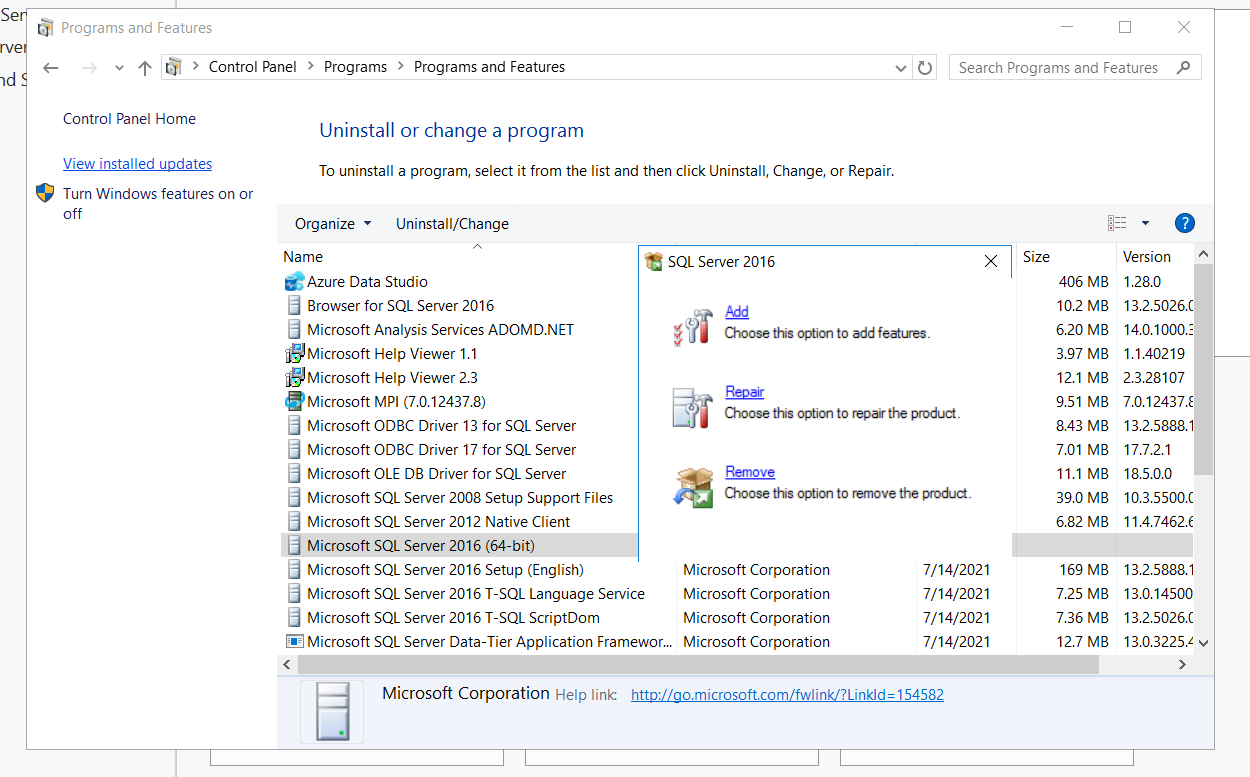 Programs and Features
Control Panel > Programs > Programs and Features
Search Programs and Features
Control Panel Home
View installed updates
Turn Windows features on or
off
Uninstall or change a program
To uninstall a program, select it from the list and then click Uninstall, Change, or Repair.
Organize
Uninstall/Change
?
Name Size Version
Azure Data Studio 406 MB 1.28.0
Browser for SQL Server 2016 10.2 MB 13.2.5026.0
Microsoft Analysis Services ADOMD.NET 6.20 MB 14.0.1000.3
Microsoft Help Viewer 1.1 3.97 MB 1.1.40219
Microsoft Help Viewer 2.3 12.1 MB 2.3.28107
Microsoft MPI (7.0.12437.8) 9.51 MB 7.0.12437.8
Microsoft ODBC Driver 13 for SQL Server 8.43 MB 13.2.5888.1
Microsoft ODBC Driver 17 for SQL Server 7.01 MB 17.7.2.1
Microsoft OLE DB Driver for SQL Server 11.1 MB 18.5.0.0
Microsoft SQL Server 2008 Setup Support Files 39.0 MB 10.3.5500.0
Microsoft SQL Server 2012 Native Client 6.82 MB 11.4.7462.6
Microsoft SQL Server 2016 (64-bit)
Microsoft SQL Server 2016 Setup (English) Microsoft Corporation 7/14/2021 169 MB 13.2.5888.1
Microsoft SQL Server 2016 T-SQL Language Service Microsoft Corporation 7/14/2021 7.25 MB 13.0.14500
Microsoft SQL Server 2016 T-SQL ScriptDom Microsoft Corporation 7/14/2021 7.36 MB 13.2.5026.0
Microsoft SQL Server Data-Tier Application Framewor... Microsoft Corporation 7/14/2021 12.7 MB 13.0.3225.4
SQL Server 2016
Add
Choose this option to add features.
Repair
Choose this option to repair the product.
Remove
Choose this option to remove the product.
Microsoft Corporation Help link: http://go.microsoft.com/fwlink/?LinkId=154582